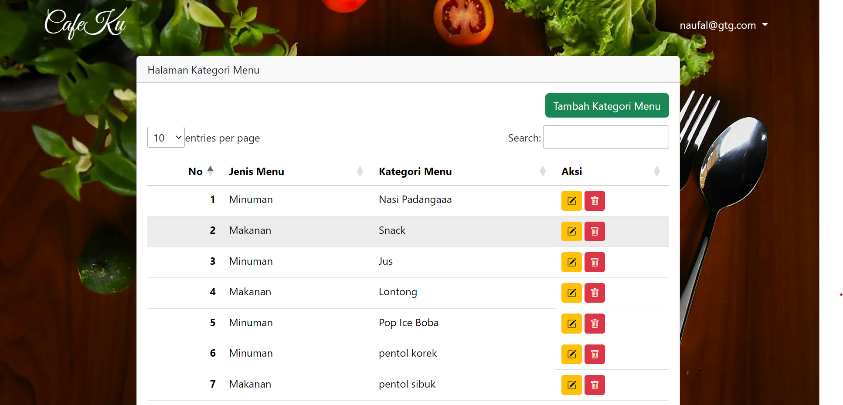 CafeKu
naufal@gtg.com
Halaman Kategori Menu
Tambah Kategori Menu
10 entries per page
Search:
No Jenis Menu Kategori Menu Aksi
1 Minuman Nasi Padangaaa
2 Makanan Snack
3 Minuman Jus
4 Makanan Lontong
5 Minuman Pop Ice Boba
6 Minuman pentol korek
7 Makanan pentol sibuk